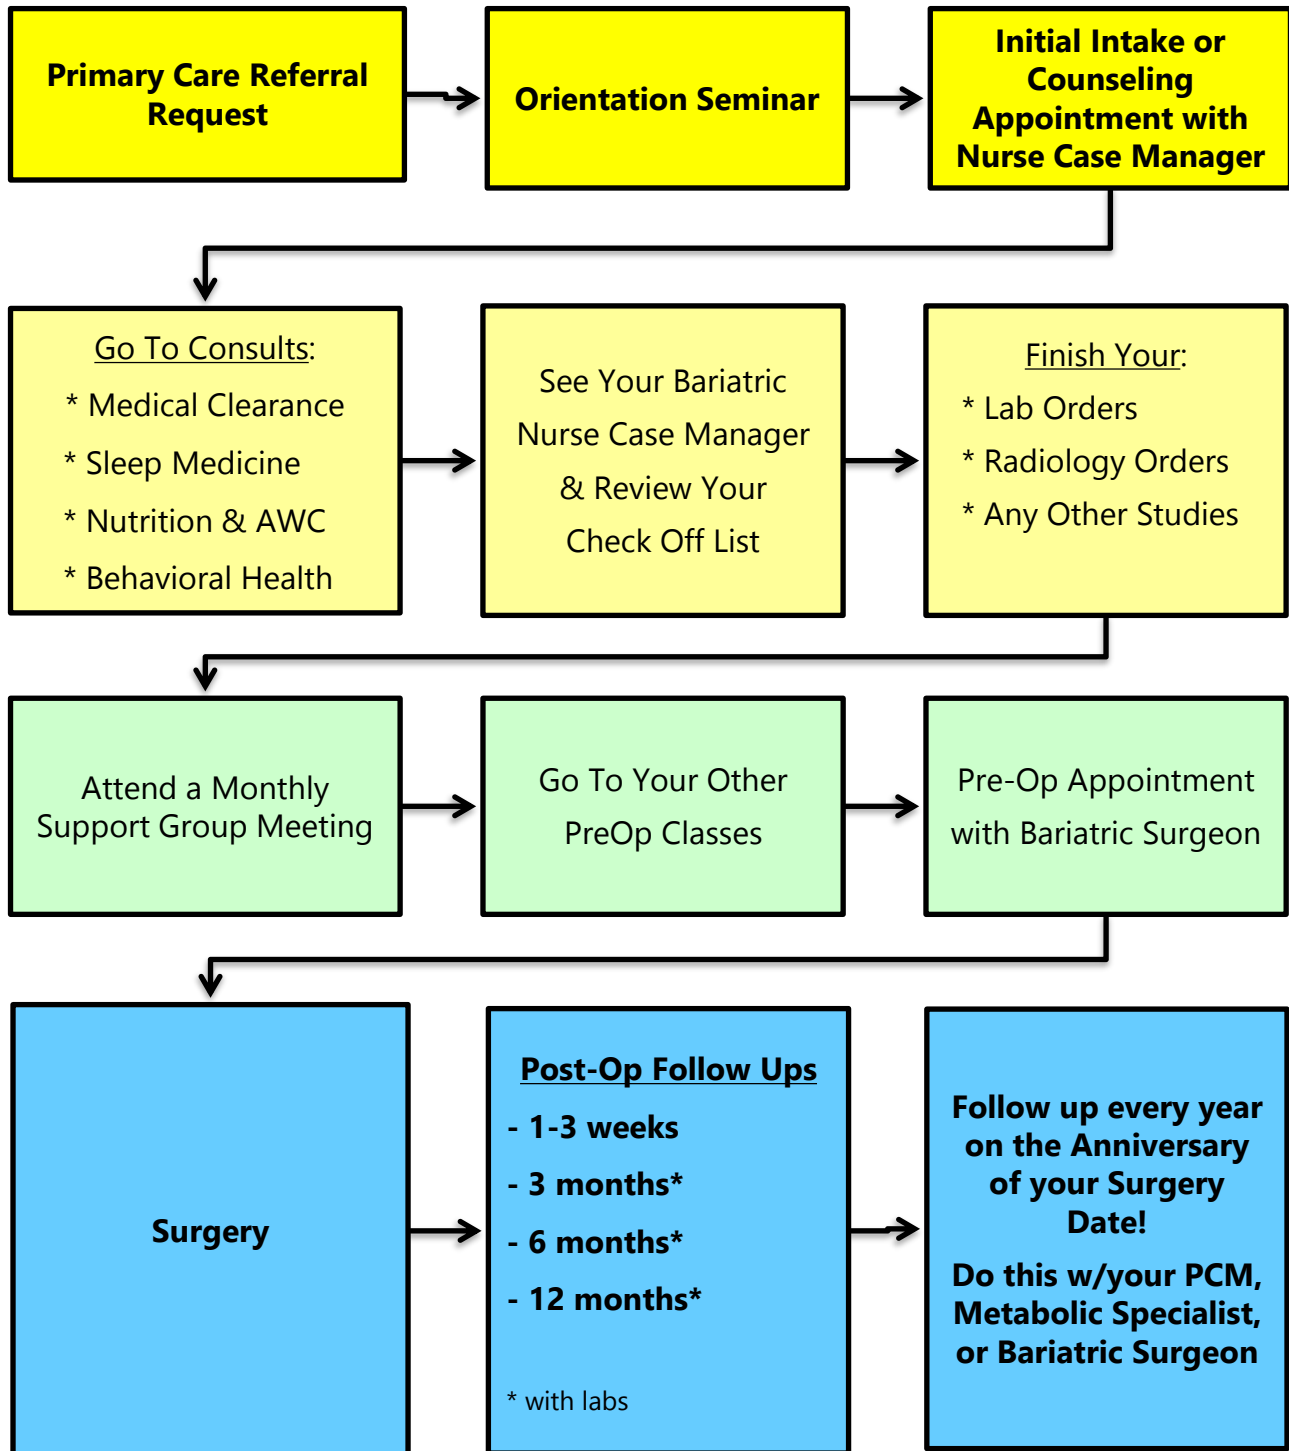 Primary Care Referral
Request
Orientation Seminar
Initial Intake or
Counseling
Appointment with
Nurse Case Manager
Go To Consults:
* Medical Clearance
* Sleep Medicine
* Nutrition & AWC
* Behavioral Health
See Your Bariatric
Nurse Case Manager
& Review Your
Check Off List
Finish Your:
* Lab Orders
* Radiology Orders
* Any Other Studies
Attend a Monthly
Support Group Meeting
Go To Your Other
PreOp Classes
Pre-Op Appointment
with Bariatric Surgeon
Surgery
Post-Op Follow Ups
- 1-3 weeks
- 3 months*
- 6 months*
- 12 months*
* with labs
Follow up every year
on the Anniversary
of your Surgery
Date!
Do this w/your PCM,
Metabolic Specialist,
or Bariatric Surgeon